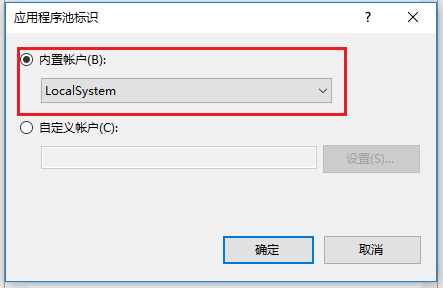 应用程序池标识
内置帐户(B):
LocalSystem
自定义帐户(C):
设置(S)...
确定
取消